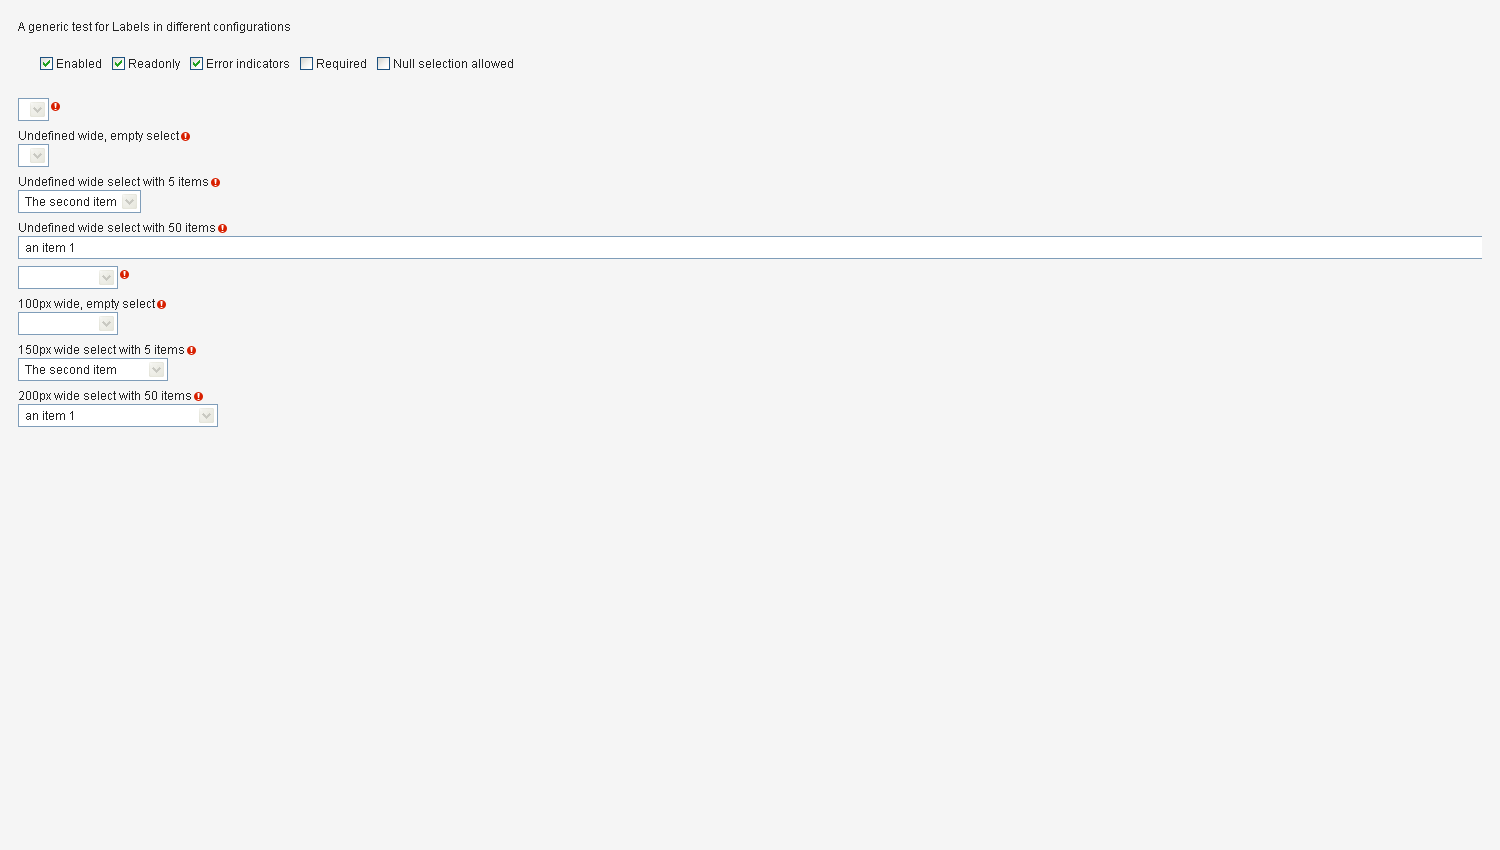 A generic test for Labels in different configurations
Enabled Readonly Error indicators Required Null selection allowed
Undefined wide, empty select
Undefined wide select with 5 items
The second item
Undefined wide select with 50 items
an item 1
100px wide, empty select
150px wide select with 5 items
The second item
200px wide select with 50 items
an item 1